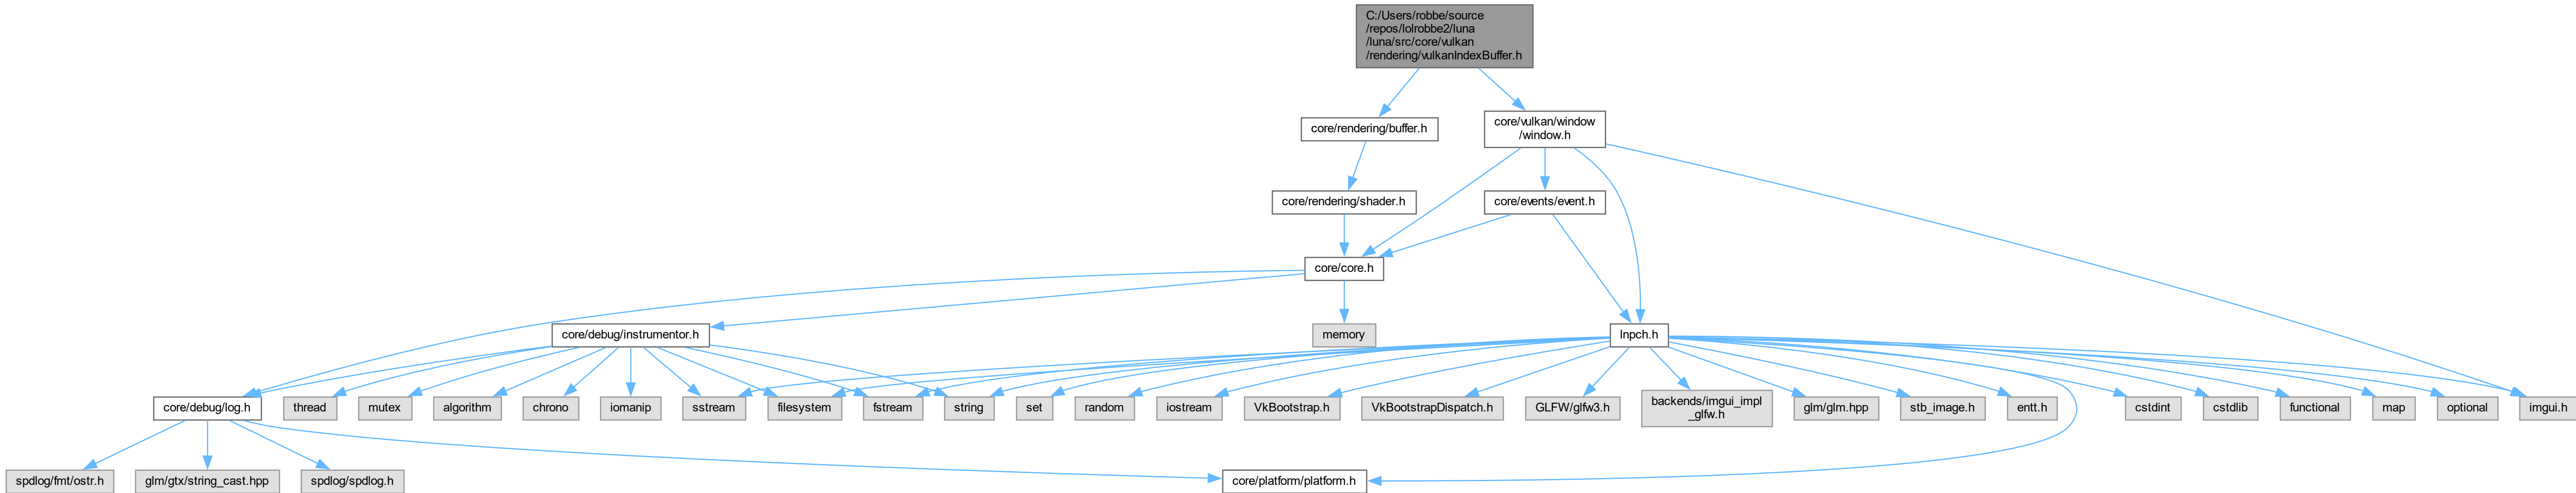 C:/Users/robbe/source
/repos/lolrobbe2/luna
/luna/src/core/vulkan
/rendering/vulkanIndexBuffer.h
core/rendering/buffer.h
core/vulkan/window
/window.h
core/rendering/shader.h
core/events/event.h
core/core.h
core/debug/instrumentor.h
memory
lnpch.h
core/debug/log.h
thread
mutex
algorithm
chrono
iomanip
sstream
filesystem
fstream
string
set
random
iostream
VkBootstrap.h
VkBootstrapDispatch.h
GLFW/glfw3.h
backends/imgui_impl
_glfw.h
glm/glm.hpp
stb_image.h
entt.h
cstdint
cstdlib
functional
map
optional
imgui.h
spdlog/fmt/ostr.h
glm/gtx/string_cast.hpp
spdlog/spdlog.h
core/platform/platform.h